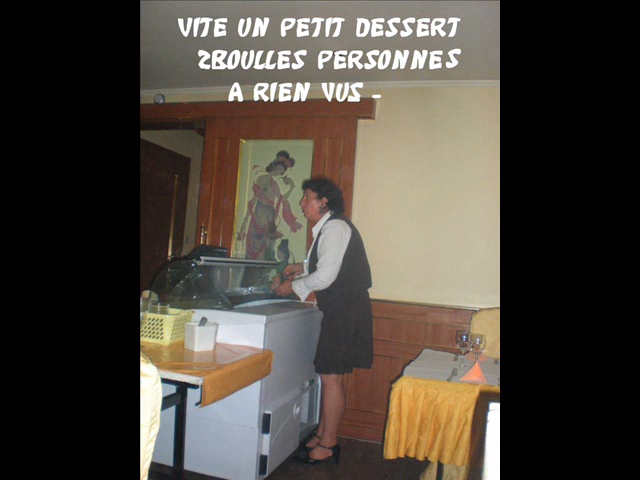 VITE UN PETIT DESSERT
2BOULLES PERSONNES
A RIEN VUS -